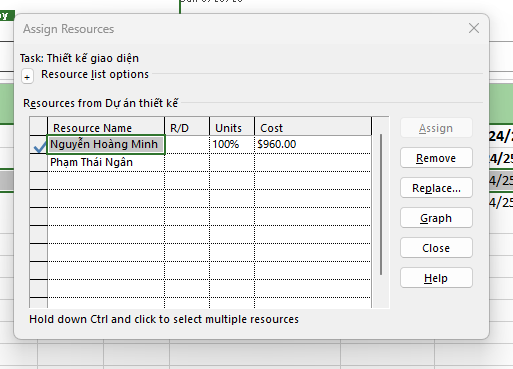 Assign Resources
Task: Thiết kế giao diện
+ Resource list options
Resources from Dự án thiết kế
Resource Name R/D Units Cost
Nguyễn Hoàng Minh 100% $960.00
Phạm Thái Ngân
Assign
Remove
Replace...
Graph
Close
Help
24/
4/25
4/25
4/25
Hold down Ctrl and click to select multiple resources